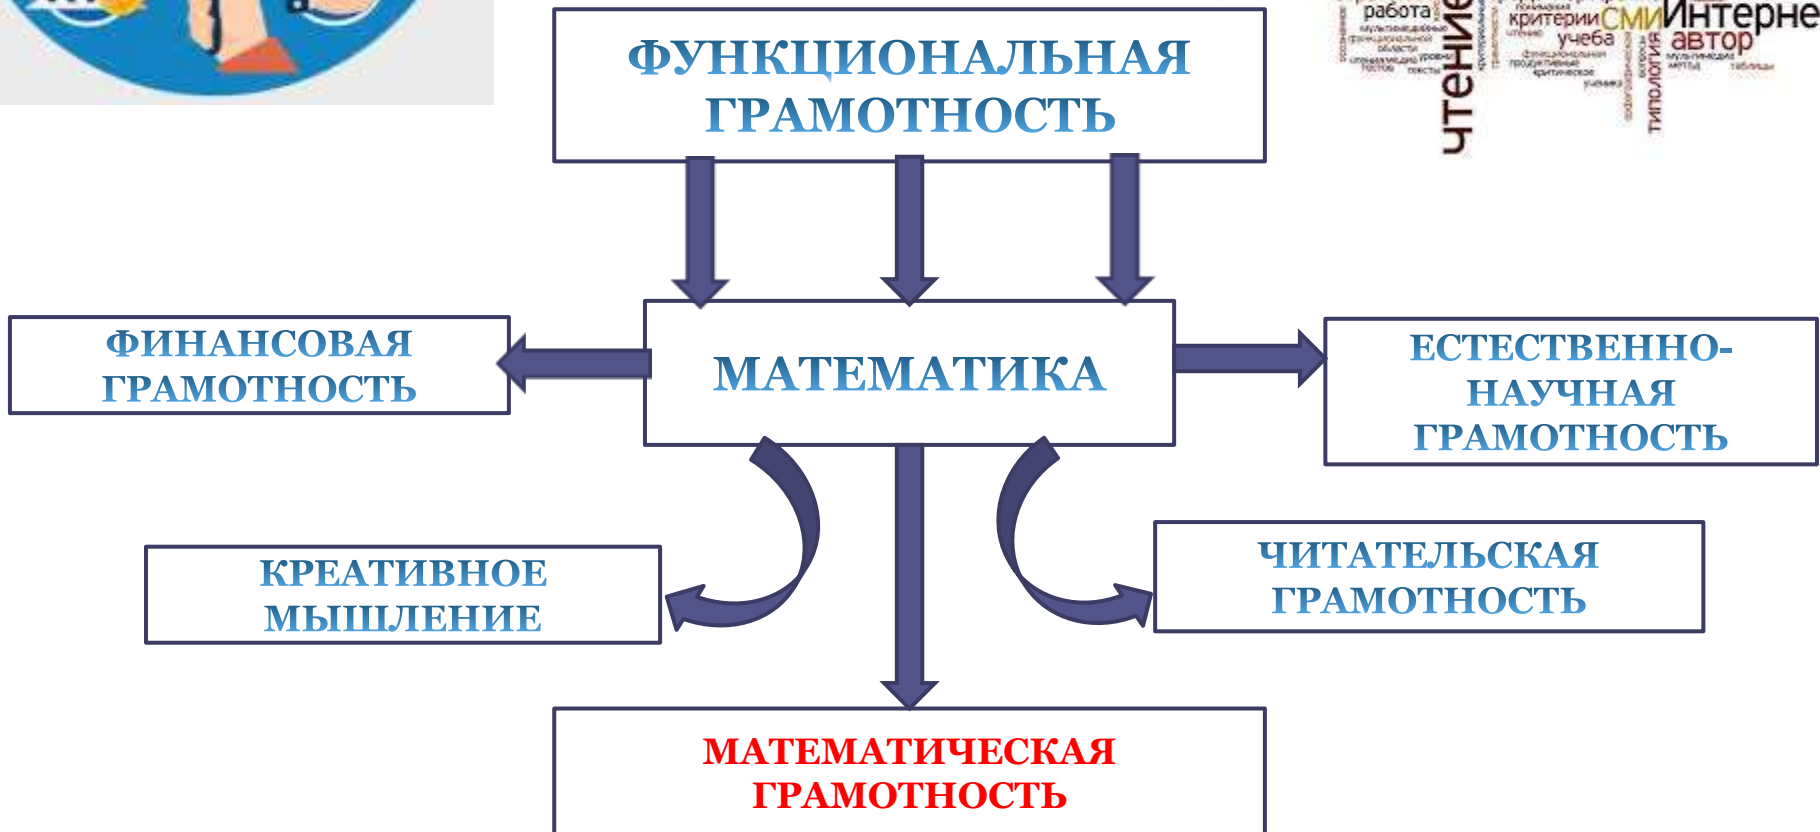 ФУНКЦИОНАЛЬНАЯ
ГРАМОТНОСТЬ
работа
чтение
критерии СМИ Интерне
учеба автор
типология
таблицы
ФИНАНСОВАЯ
ГРАМОТНОСТЬ
МАТЕМАТИКА
ЕСТЕСТВЕННО-
НАУЧНАЯ
ГРАМОТНОСТЬ
КРЕАТИВНОЕ
МЫШЛЕНИЕ
ЧИТАТЕЛЬСКАЯ
ГРАМОТНОСТЬ
МАТЕМАТИЧЕСКАЯ
ГРАМОТНОСТЬ